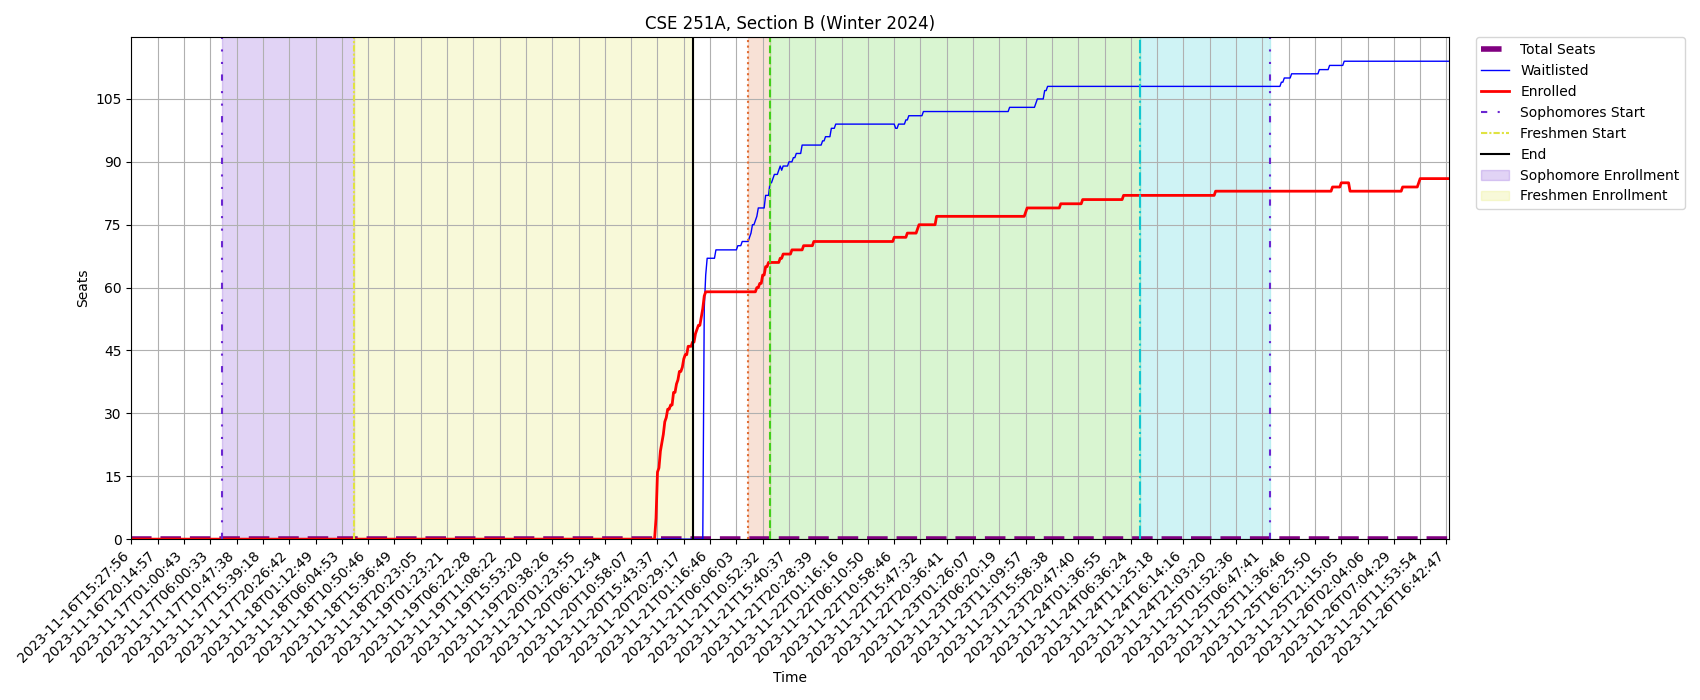 CSE 251A, Section B (Winter 2024)
Total Seats
Waitlisted
Enrolled
Sophomores Start
Freshmen Start
End
Sophomore Enrollment
Freshmen Enrollment
Seats
105
90
75
60
45
30
15
0
2023-11-16T15:27:56
2023-11-16T20:14:57
2023-11-17T01:00:43
2023-11-17T06:00:33
2023-11-17T10:47:38
2023-11-17T15:39:18
2023-11-17T20:26:42
2023-11-18T01:12:49
2023-11-18T06:04:53
2023-11-18T10:50:46
2023-11-18T15:36:49
2023-11-18T20:23:05
2023-11-19T01:23:21
2023-11-19T06:22:28
2023-11-19T11:08:22
2023-11-19T15:53:20
2023-11-19T20:38:26
2023-11-20T01:23:55
2023-11-20T06:12:54
2023-11-20T10:58:07
2023-11-20T15:43:37
2023-11-20T20:29:17
2023-11-21T01:16:46
2023-11-21T06:06:03
2023-11-21T10:52:32
2023-11-21T15:40:37
2023-11-21T20:28:39
2023-11-22T01:16:16
2023-11-22T06:10:50
2023-11-22T10:58:46
2023-11-22T15:47:32
2023-11-22T20:36:41
2023-11-23T01:26:07
2023-11-23T06:20:19
2023-11-23T11:09:57
2023-11-23T15:58:38
2023-11-23T20:47:40
2023-11-24T01:36:55
2023-11-24T06:36:24
2023-11-24T11:25:18
2023-11-24T16:14:16
2023-11-24T21:03:20
2023-11-25T01:52:36
2023-11-25T06:47:41
2023-11-25T11:36:46
2023-11-25T16:25:50
2023-11-25T21:15:05
2023-11-26T02:04:06
2023-11-26T07:04:29
2023-11-26T11:53:54
2023-11-26T16:42:47
Time